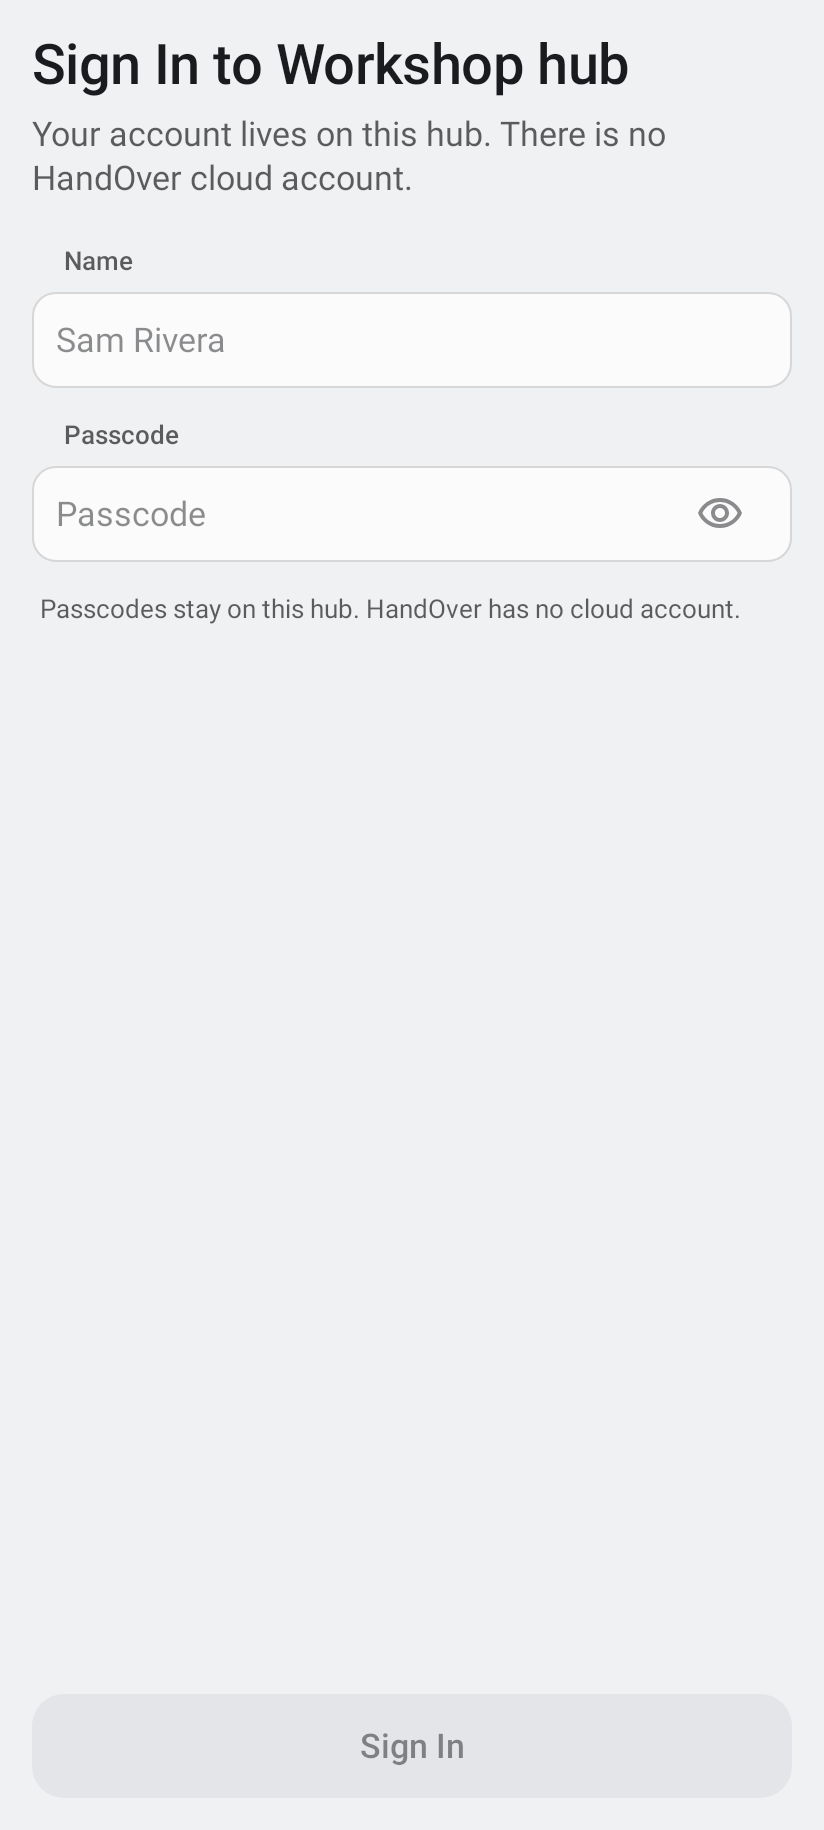 Sign In to Workshop hub
Your account lives on this hub. There is no
HandOver cloud account.
Name
Sam Rivera
Passcode
Passcode
Passcodes stay on this hub. HandOver has no cloud account.
Sign In